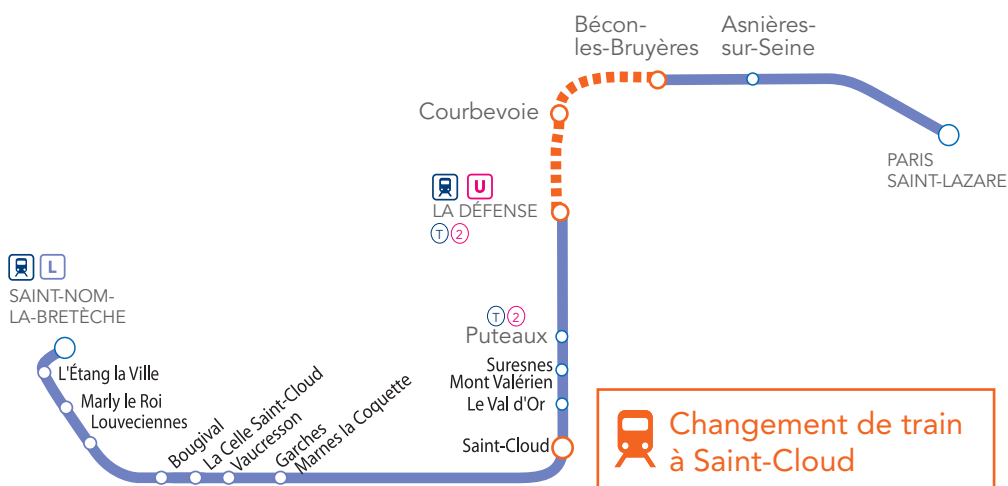 Bécon-
les-Bruyères
Asnières-
sur-Seine
Courbevoie
PARIS
SAINT-LAZARE
U
LA DÉFENSE
T 2
L
SAINT-NOM-
LA-BRETÈCHE
T 2
Puteaux
L'Étang la Ville
Suresnes
Mont Valérien
Marly le Roi
Le Val d'Or
Louveciennes
Saint-Cloud
Bougival
La Celle Saint-Cloud
Vaucresson
Garches
Marnes la Coquette
Changement de train
à Saint-Cloud